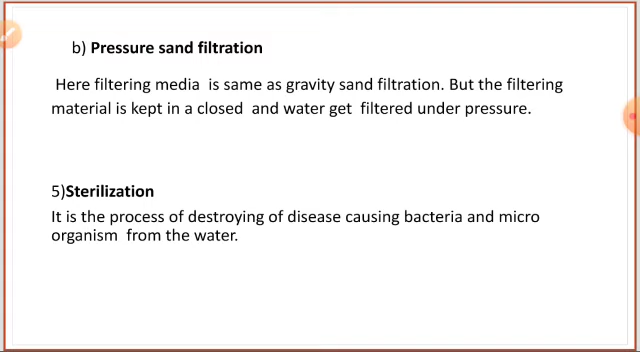 b) Pressure sand filtration
Here filtering media is same as gravity sand filtration. But the filtering
material is kept in a closed and water get filtered under pressure.
5)Sterilization
It is the process of destroying of disease causing bacteria and micro
organism from the water.